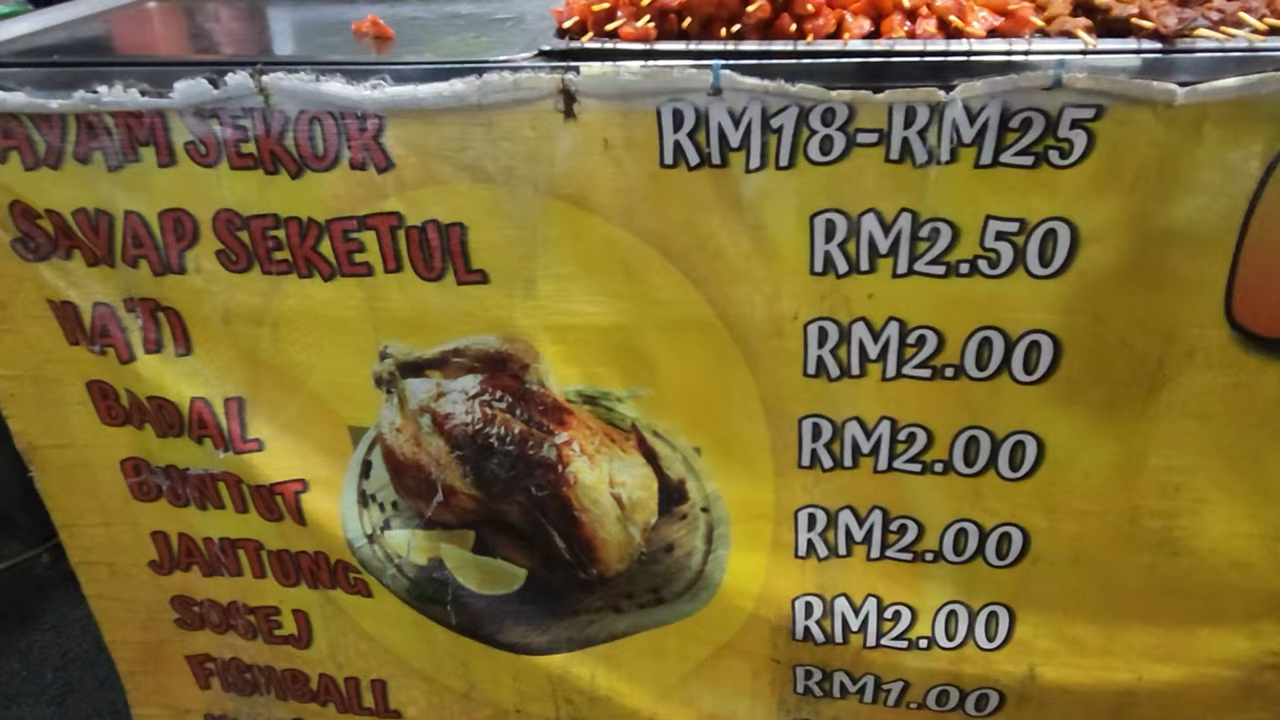 AYAM SEKOR RM18-RM25
SAYAP SEKETUL RM2.50
HATI RM2.00
BADAL RM2.00
BUNTUT RM2.00
JANTUNG RM2.00
SOSEJ RM1.00
FISHBALL